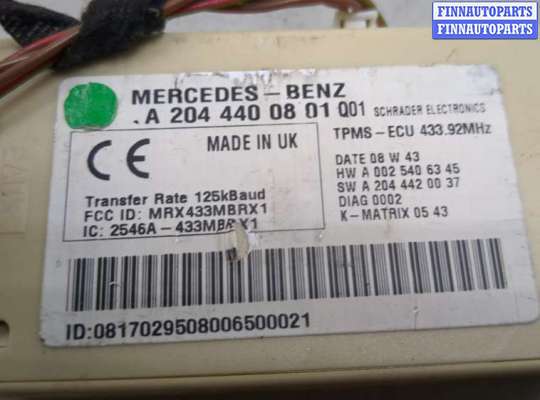 FINNAUTOPARTS
FINNAUTOPARTS
MERCEDES-BENZ
.A 204 440 08 01 Q01 SCHRADER ELECTRONICS
CE MADE IN UK
TPMS-ECU 433.92MHz
Transfer Rate 125kBaud
FCC ID: MRX433MBRX1
IC: 2546A-433MBRX1
DATE 08 W 43
HW A 002 540 63 45
SW A 204 442 00 37
DIAG 0002
K-MATRIX 05 43
ID:0817029508006500021